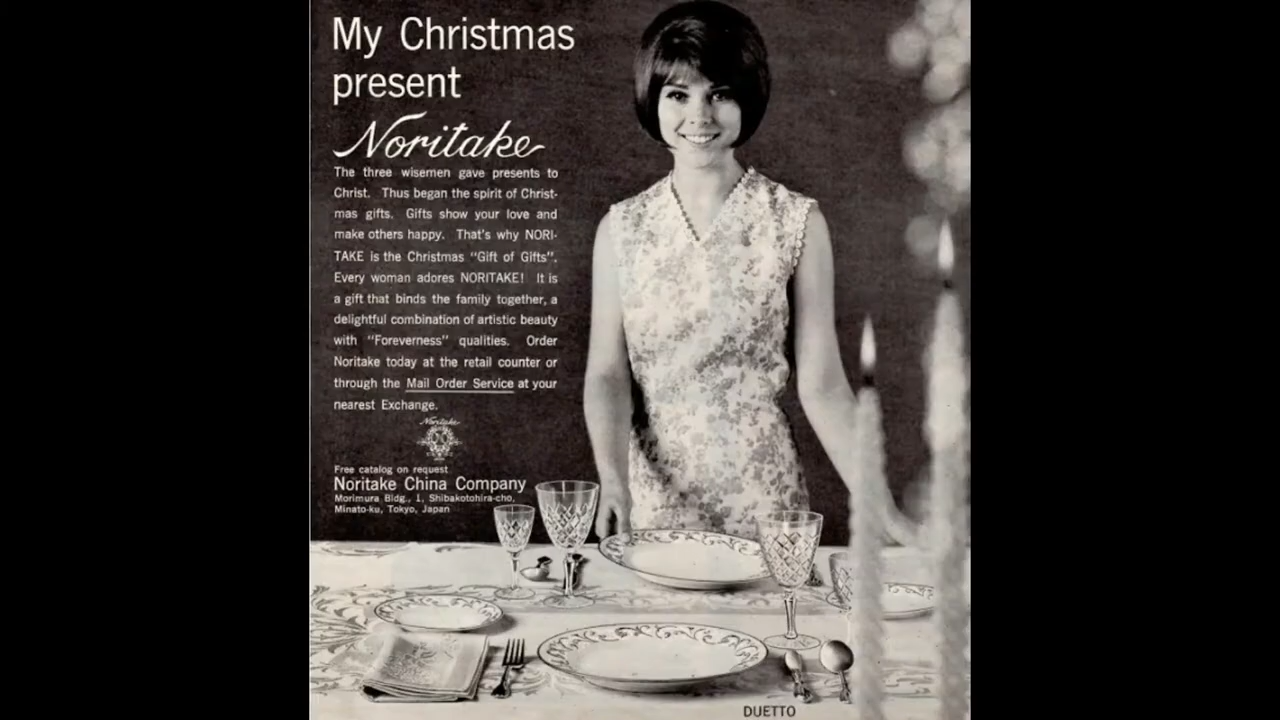 My Christmas
present
Noritake
The three wisemen gave presents to
Christ. Thus began the spirit of Christ-
mas gifts. Gifts show your love and
make others happy. That's why NORI-
TAKE is the Christmas "Gift of Gifts".
Every woman adores NORITAKE! It is
a gift that binds the family together, a
delightful combination of artistic beauty
with "Foreverness" qualities. Order
Noritake today at the retail counter or
through the Mail Order Service at your
nearest Exchange.
Noritake
Free catalog on request
Noritake China Company
Morimura Bldg., 1, Shibakotohira-cho,
Minato-ku, Tokyo, Japan
DUETTO